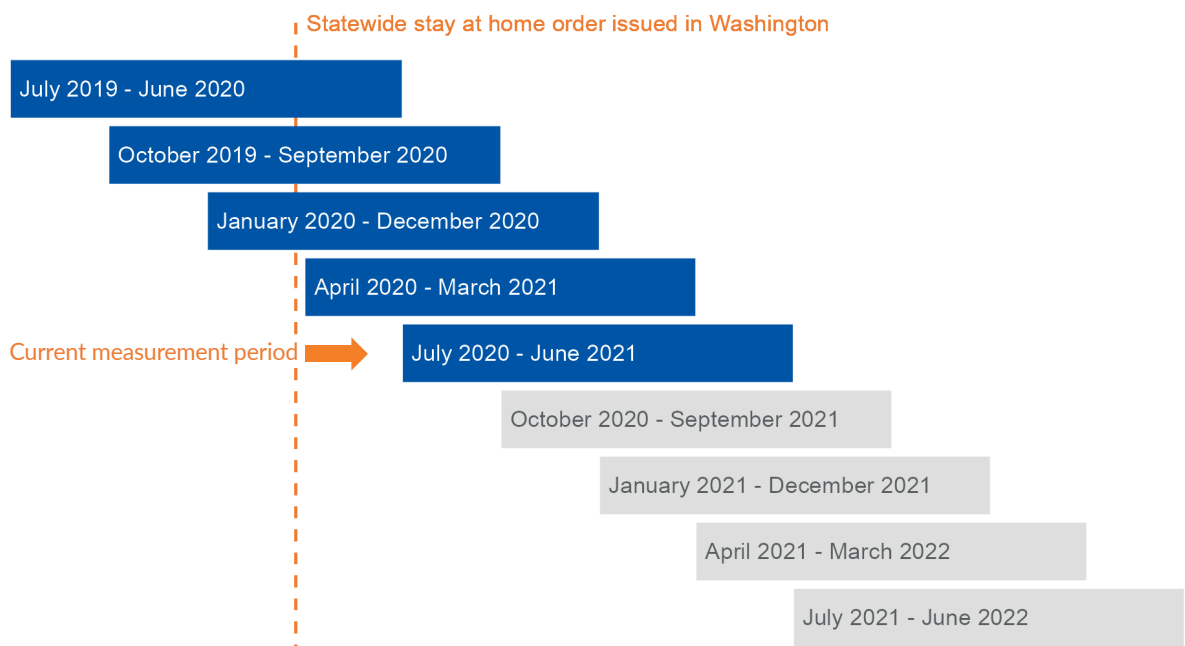 Statewide stay at home order issued in Washington
July 2019 - June 2020
October 2019 - September 2020
January 2020 - December 2020
April 2020 - March 2021
Current measurement period
July 2020 - June 2021
October 2020 - September 2021
January 2021 - December 2021
April 2021 - March 2022
July 2021 - June 2022